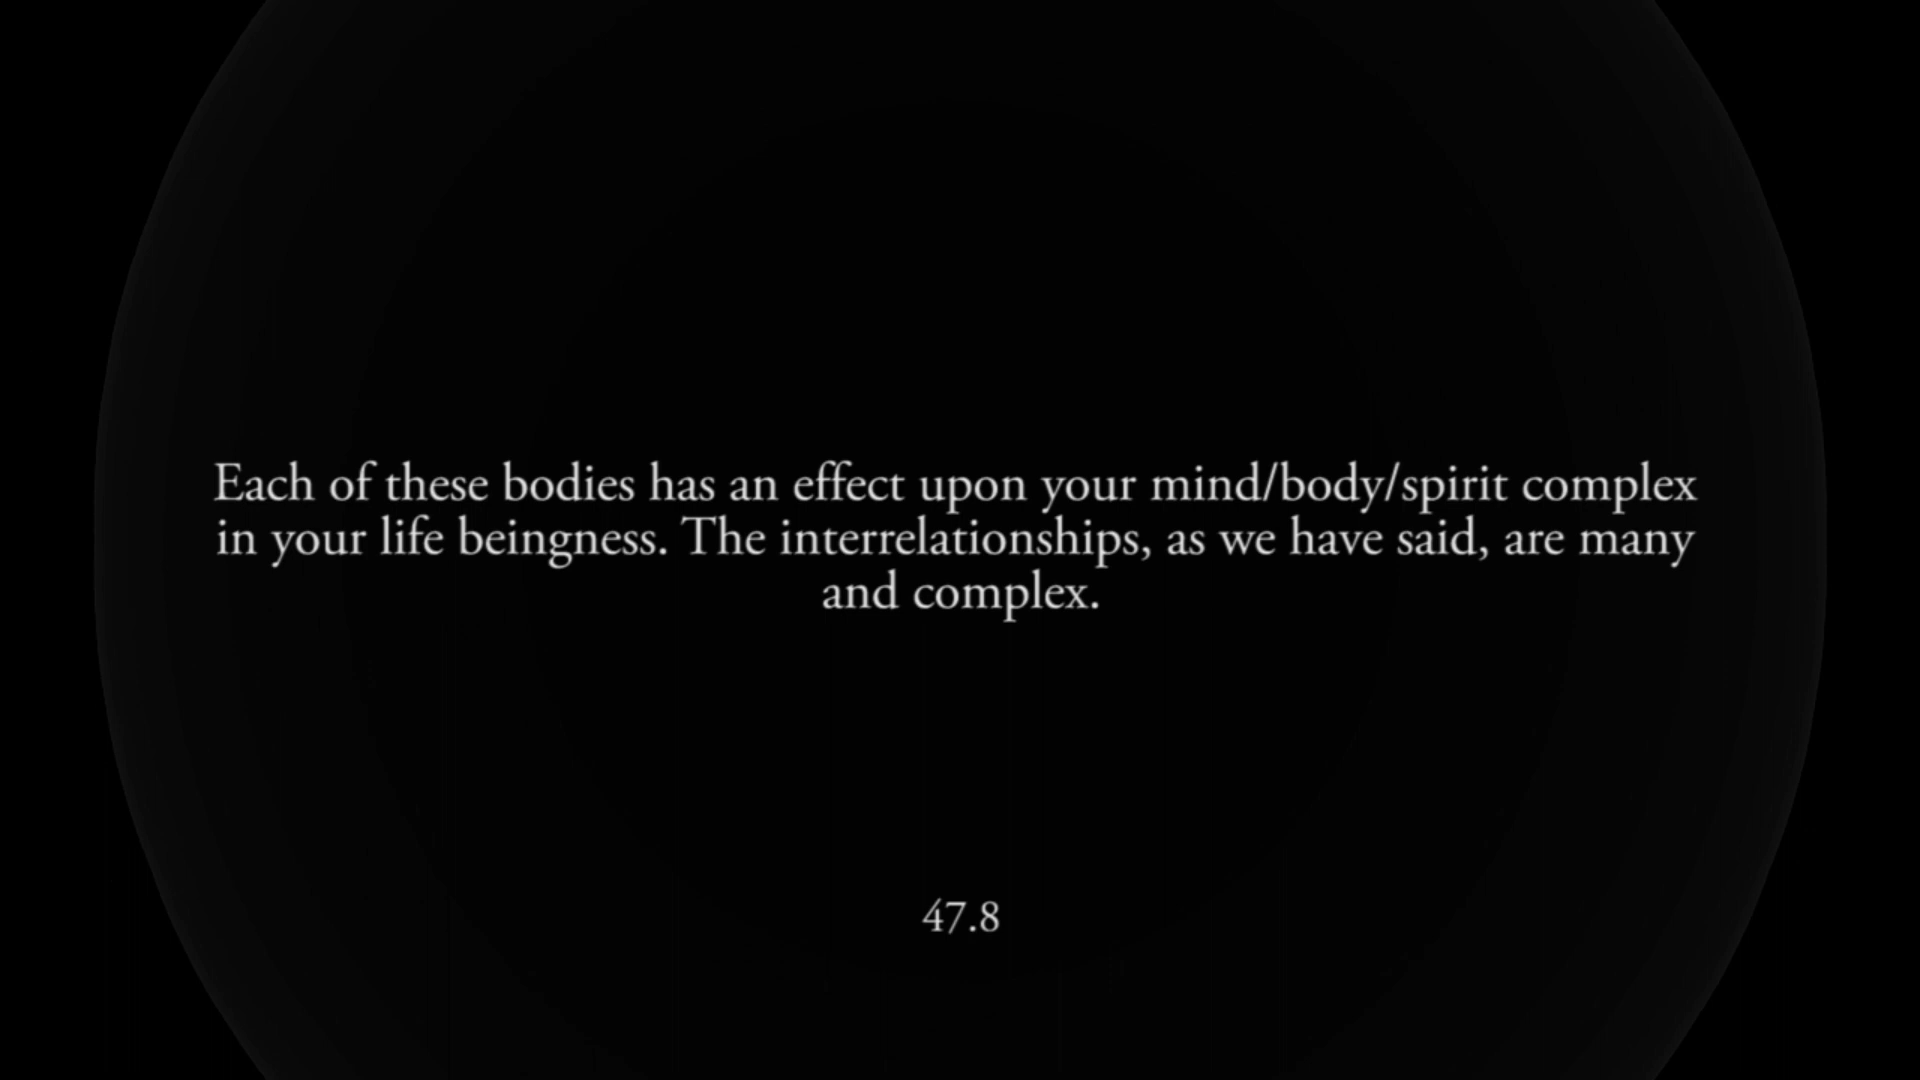 Each of these bodies has an effect upon your mind/body/spirit complex
in your life beingness. The interrelationships, as we have said, are many
and complex.
47.8